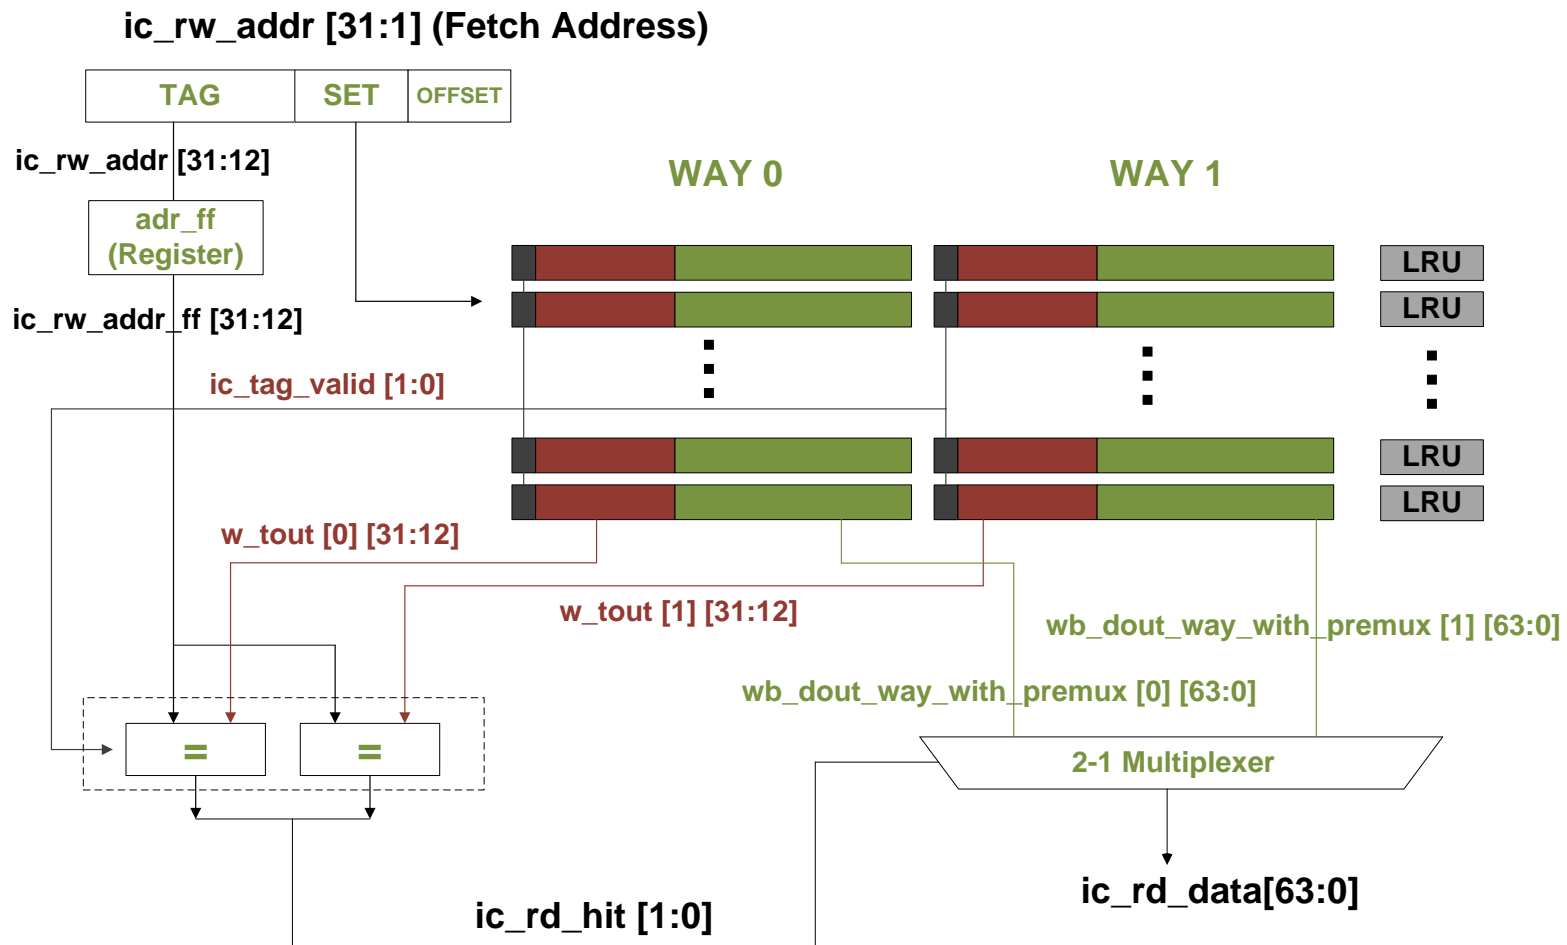 ic_rw_addr [31:1] (Fetch Address)
TAG SET OFFSET
ic_rw_addr [31:12]
WAY 0 WAY 1
adr_ff
(Register)
LRU
LRU
ic_rw_addr_ff [31:12]
ic_tag_valid [1:0]
LRU
LRU
w_tout [0] [31:12]
w_tout [1] [31:12]
wb_dout_way_with_premux [1] [63:0]
wb_dout_way_with_premux [0] [63:0]
= =
2-1 Multiplexer
ic_rd_data[63:0]
ic_rd_hit [1:0]